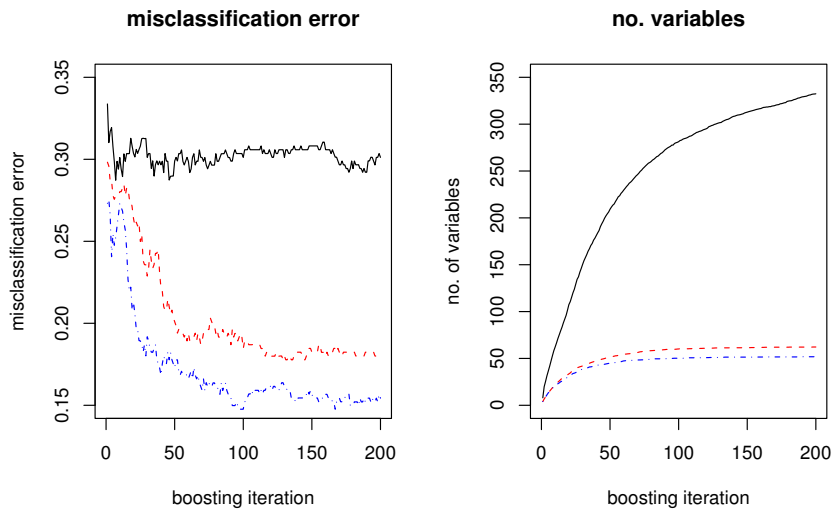 misclassification error
misclassification error
0.15
0.20
0.25
0.30
0.35
0 50 100 150 200
boosting iteration
no. variables
no. of variables
0
50
100
150
200
250
300
350
0 50 100 150 200
boosting iteration